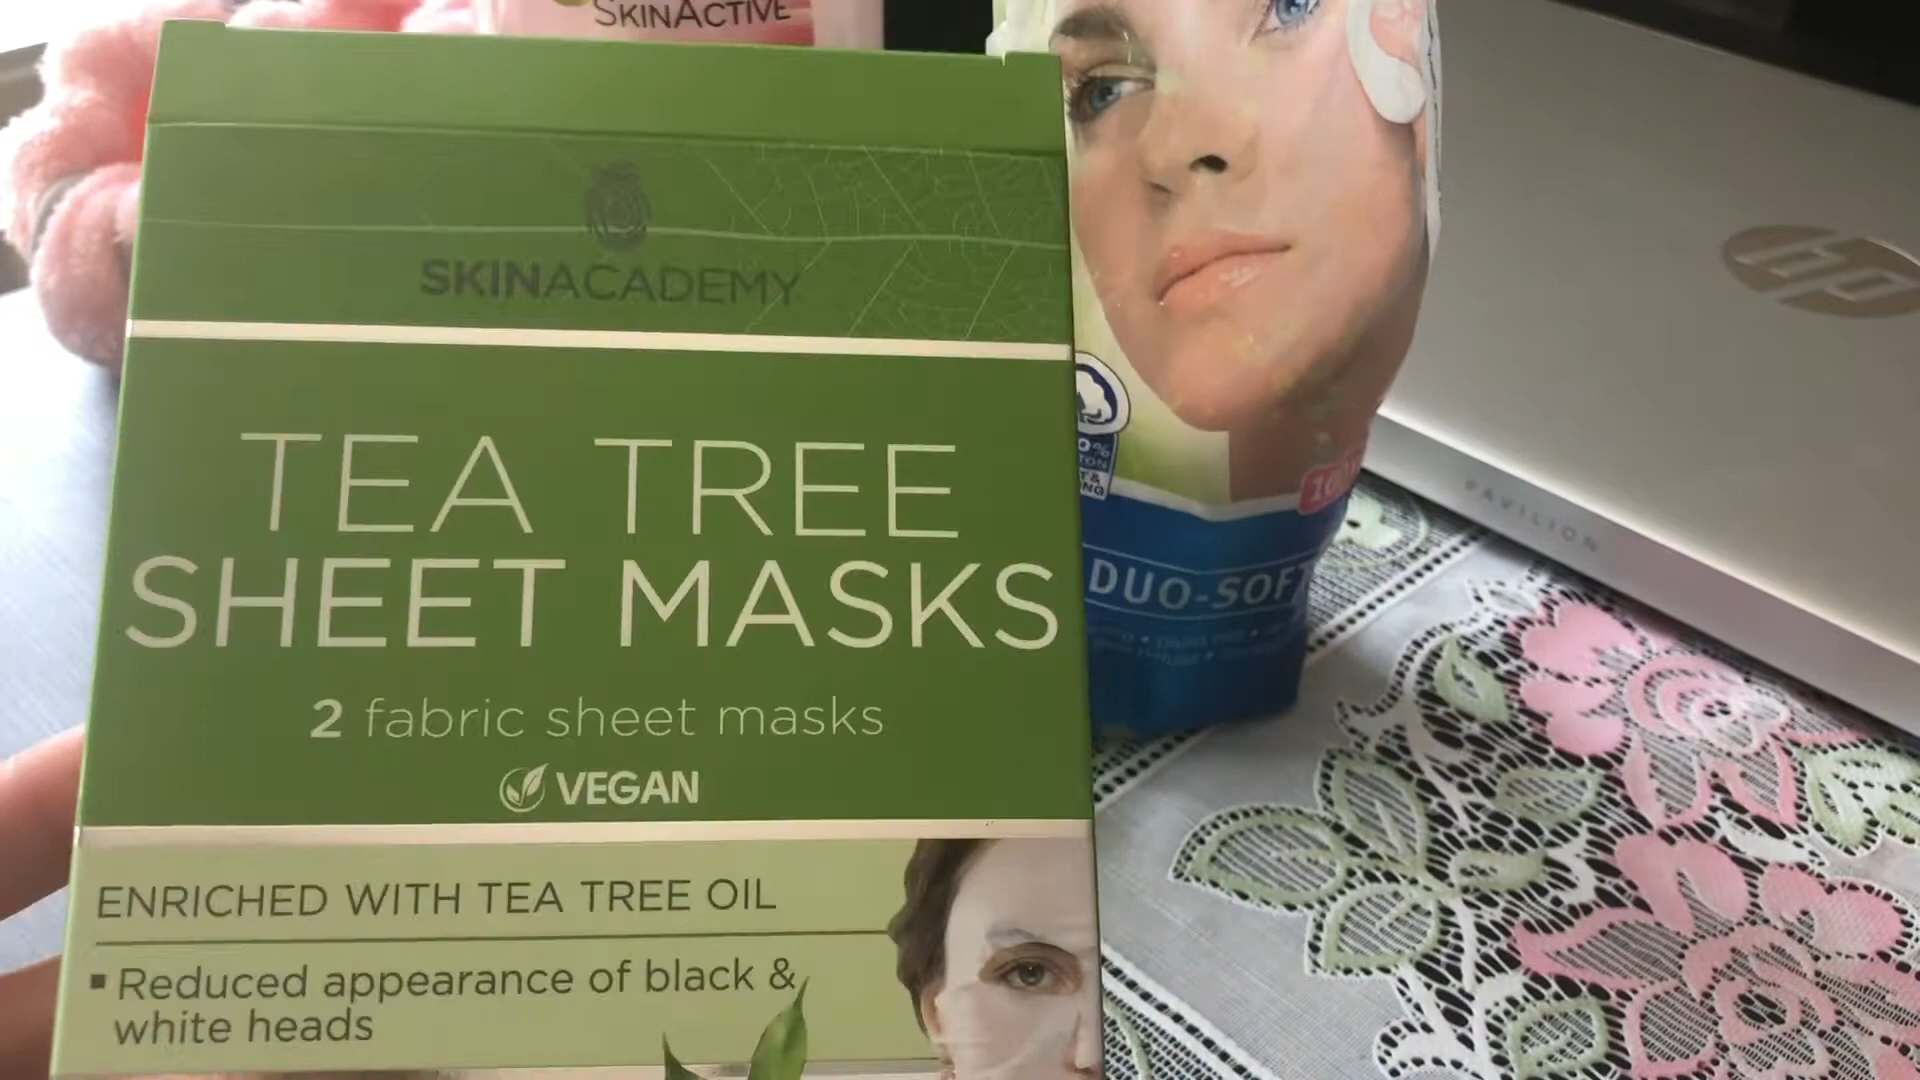 SKINACTIVE
SKINACADEMY
TEA TREE
SHEET MASKS
2 fabric sheet masks
VEGAN
ENRICHED WITH TEA TREE OIL
Reduced appearance of black &
white heads
DUO-SOFT
hp
PAVILION